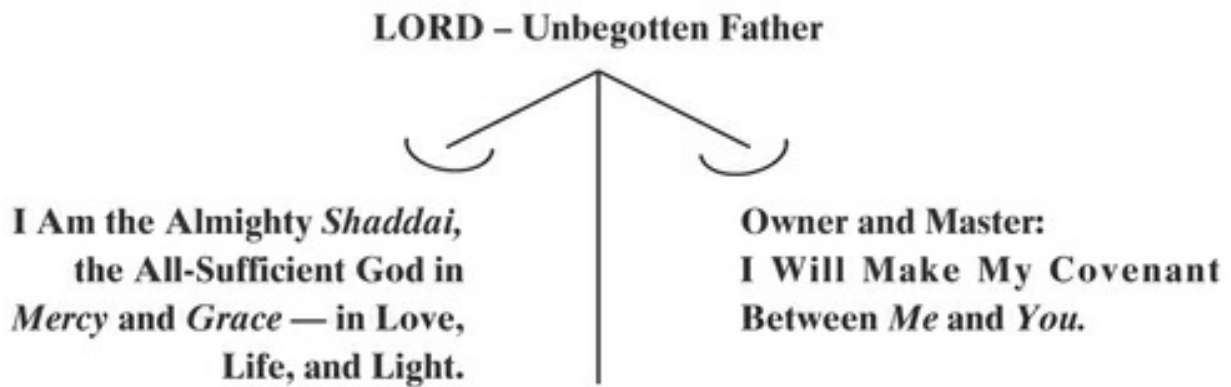 LORD – Unbegotten Father
I Am the Almighty Shaddai,
the All-Sufficient God in
Mercy and Grace — in Love,
Life, and Light.
Owner and Master:
I Will Make My Covenant
Between Me and You.